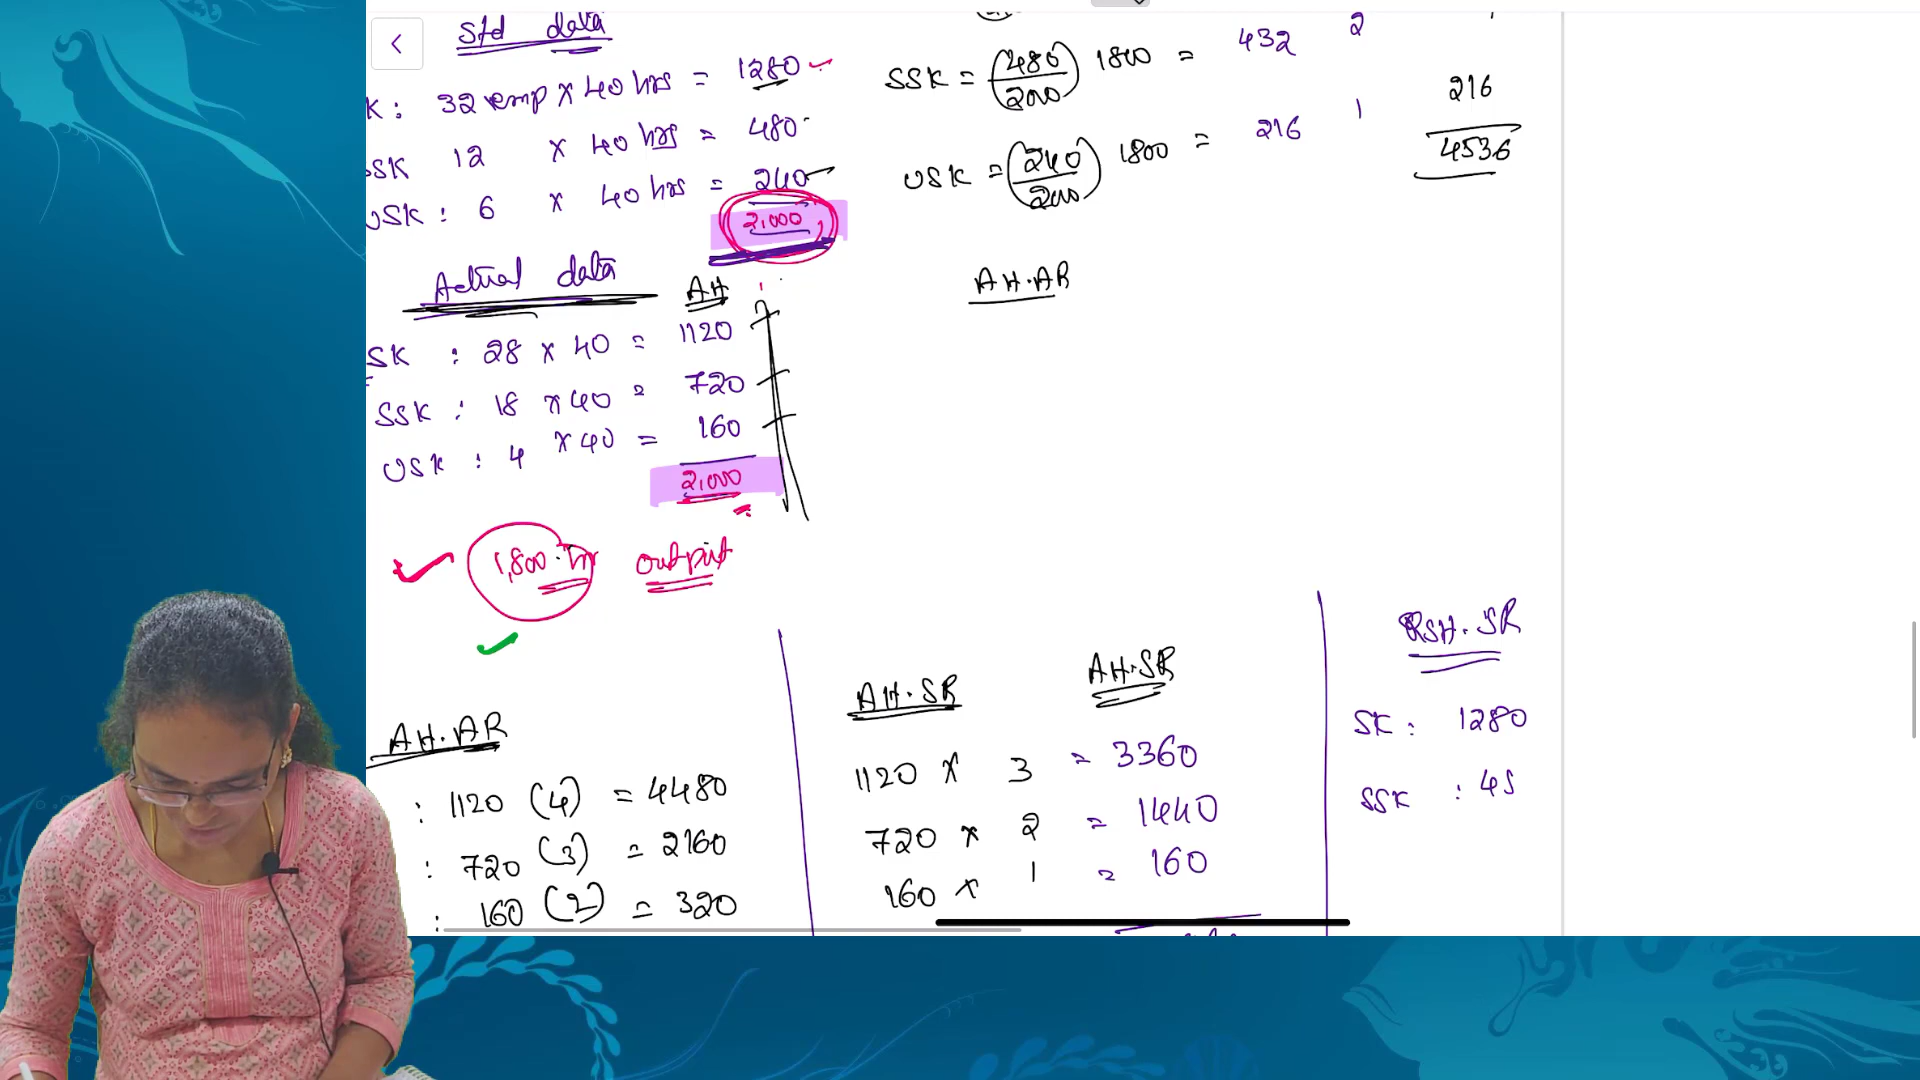 Std data
K : 32 emp x 40 hrs = 1280
SSK 12 x 40 hrs = 480
USK : 6 x 40 hrs = 240
2,000
Actual data AH
SK : 28 x 40 = 1120
SSK : 18 x 40 = 720
USK : 4 x 40 = 160
2,000
1,800 hr output
SSK = (480/2000) 1800 = 432 2
USK = (240/2000) 1800 = 216 1
216
4536
AH.AR
AH.AR
: 1120 (4) = 4480
: 720 (3) = 2160
: 160 (2) = 320
AH.SR AH.SR
1120 x 3 = 3360
720 x 2 = 1440
160 x 1 = 160
RSH.SR
SK : 1280
SSK : 4